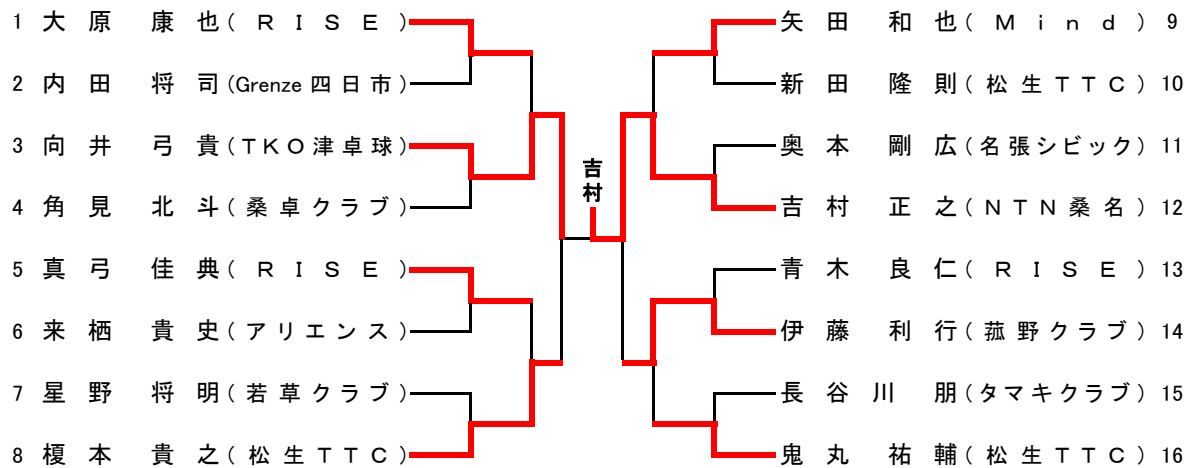 1 大原 康也(RISE)
2 内田 将司(Grenze四日市)
3 向井 弓貴(TKO津卓球)
4 角見 北斗(桑卓クラブ)
5 真弓 佳典(RISE)
6 来栖 貴史(アリエンス)
7 星野 将明(若草クラブ)
8 榎本 貴之(松生TTC)
吉村
矢田 和也(Mind) 9
新田 隆則(松生TTC) 10
奥本 剛広(名張シビック) 11
吉村 正之(NTN桑名) 12
青木 良仁(RISE) 13
伊藤 利行(菰野クラブ) 14
長谷川 朋(タマキクラブ) 15
鬼丸 祐輔(松生TTC) 16